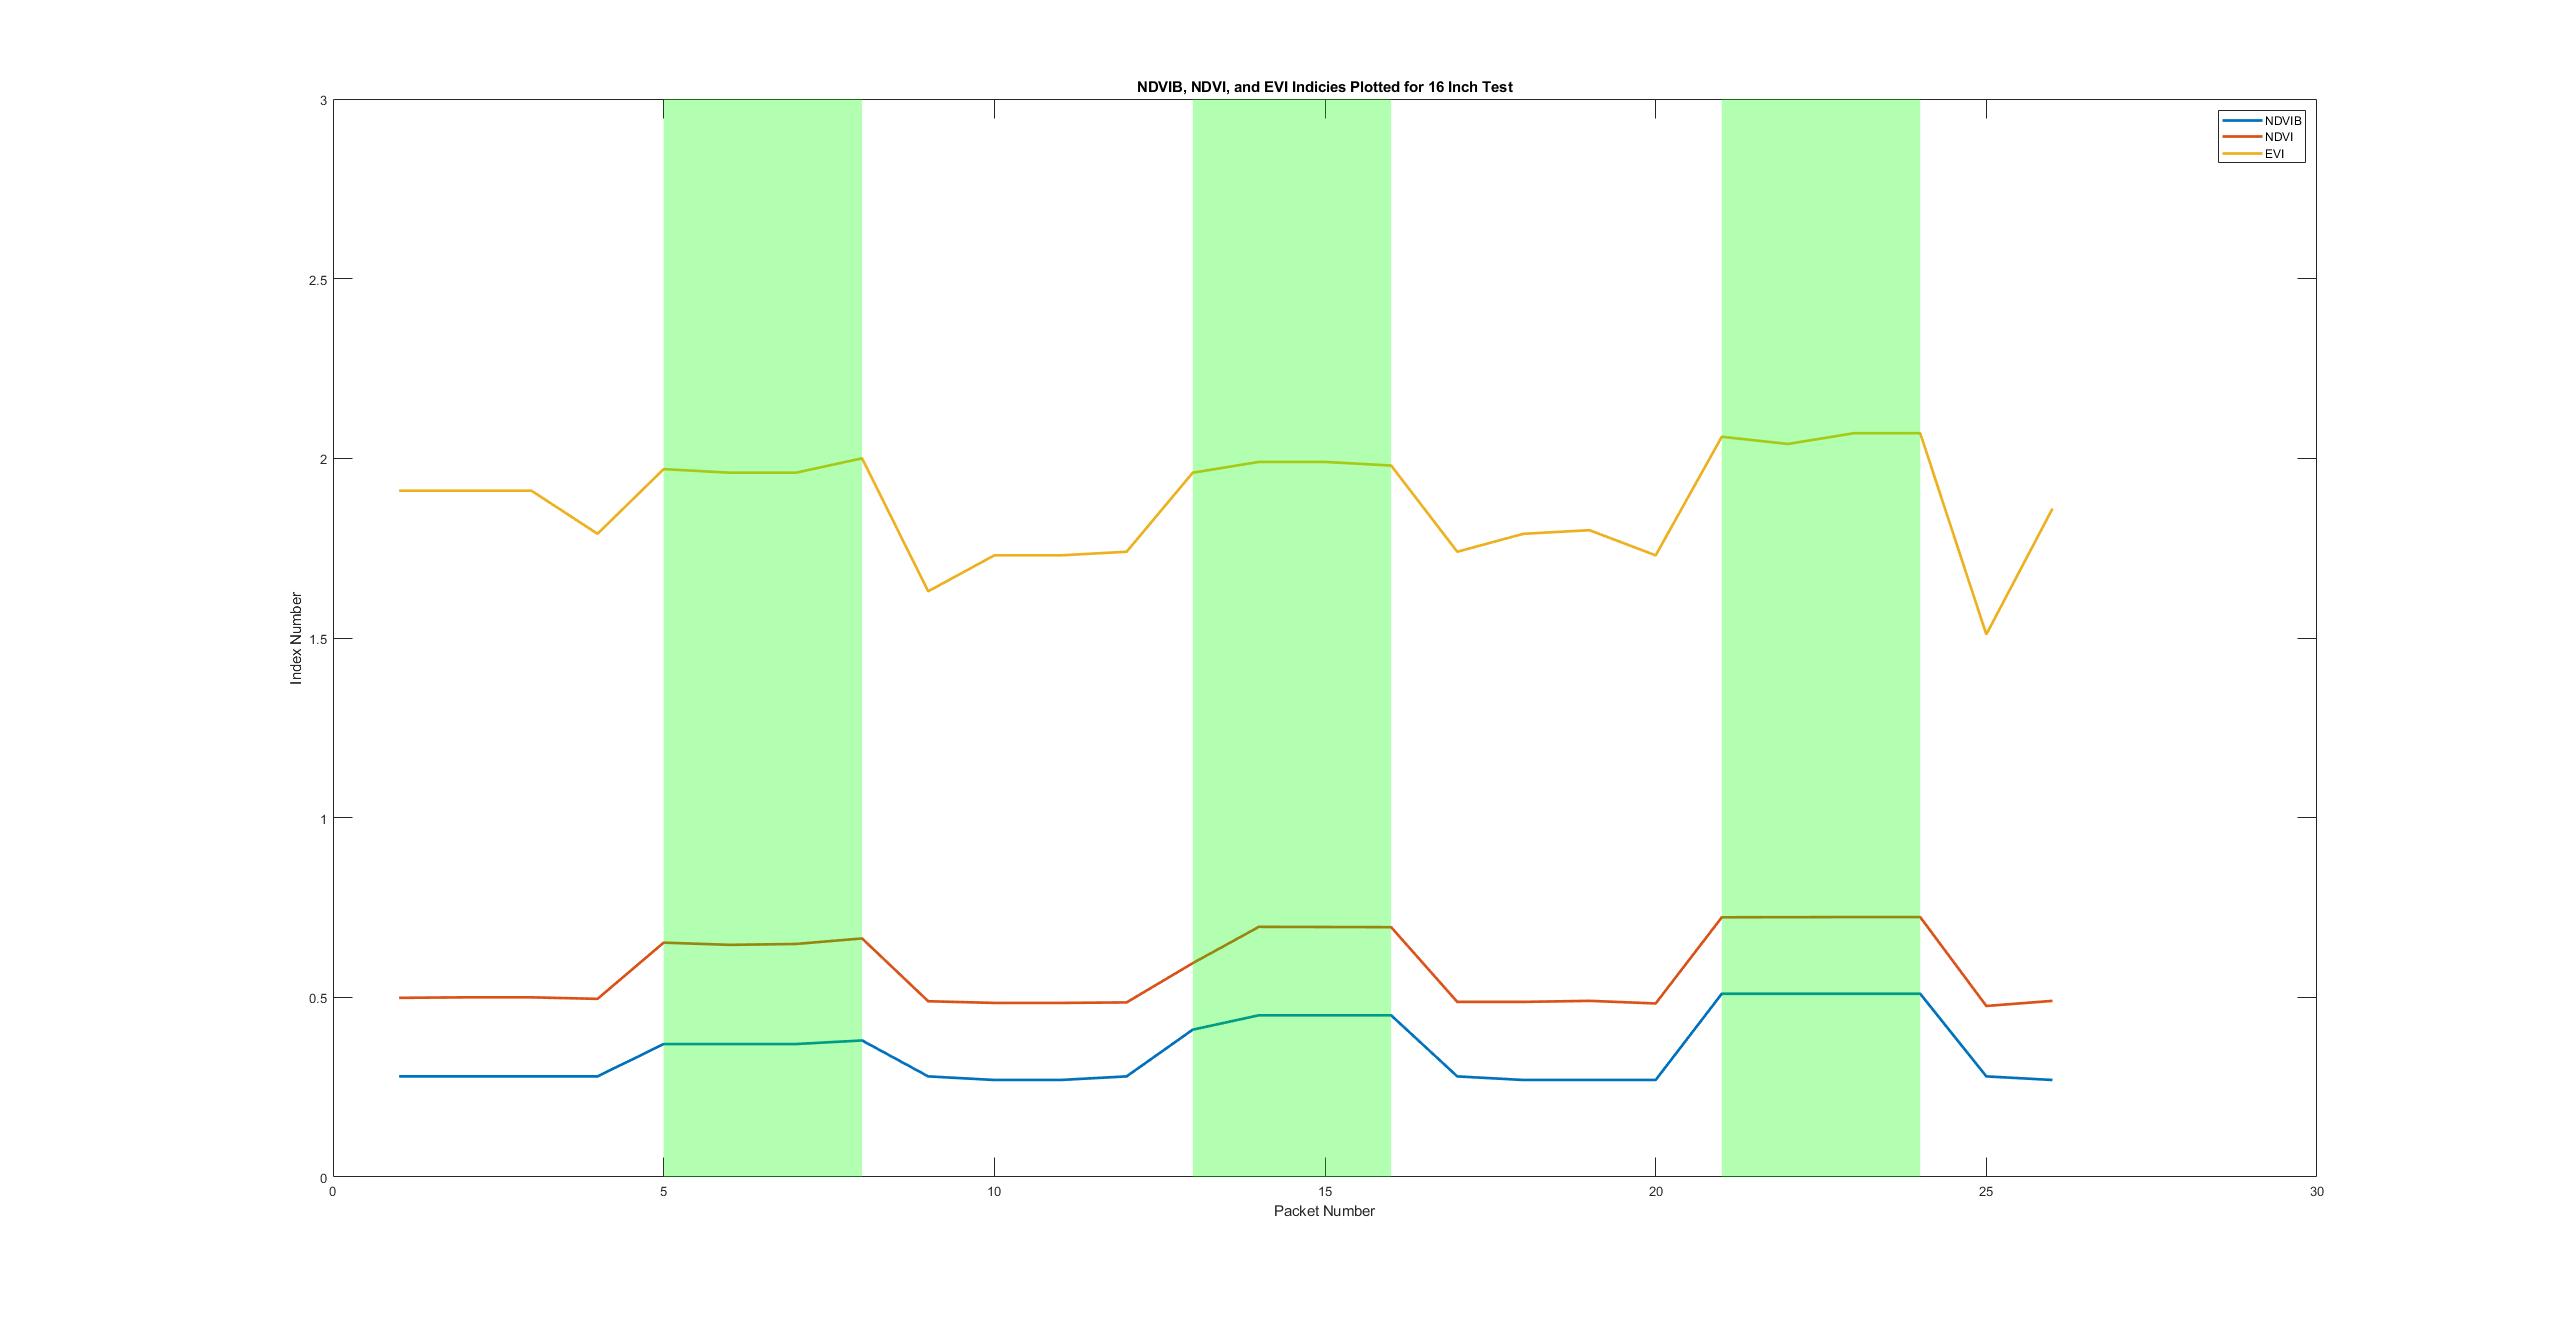 NDVIB, NDVI, and EVI Indicies Plotted for 16 Inch Test
NDVIB
NDVI
EVI
3
2.5
2
1.5
1
0.5
0
Index Number
0 5 10 15 20 25 30
Packet Number